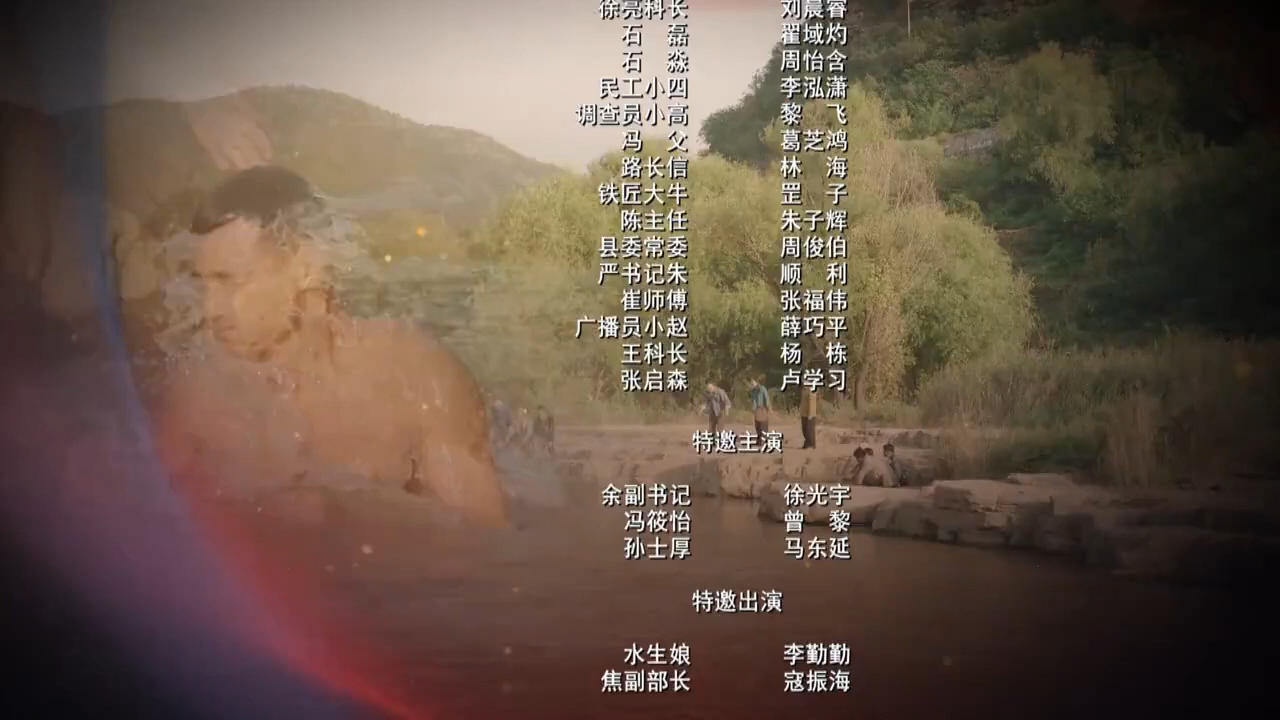 徐亮科长 刘晨睿
石磊 翟域灼
石淼 周怡含
民工小四 李泓潇
调查员小高 黎飞
冯父 葛芝鸿
路长信 林海
铁匠大牛 罡子
陈主任 朱子辉
县委常委 周俊伯
严书记朱 顺利
崔师傅 张福伟
广播员小赵 薛巧平
王科长 杨栋
张启森 卢学习
特邀主演
余副书记 徐光宇
冯筱怡 曾黎
孙士厚 马东延
特邀出演
水生娘 李勤勤
焦副部长 寇振海